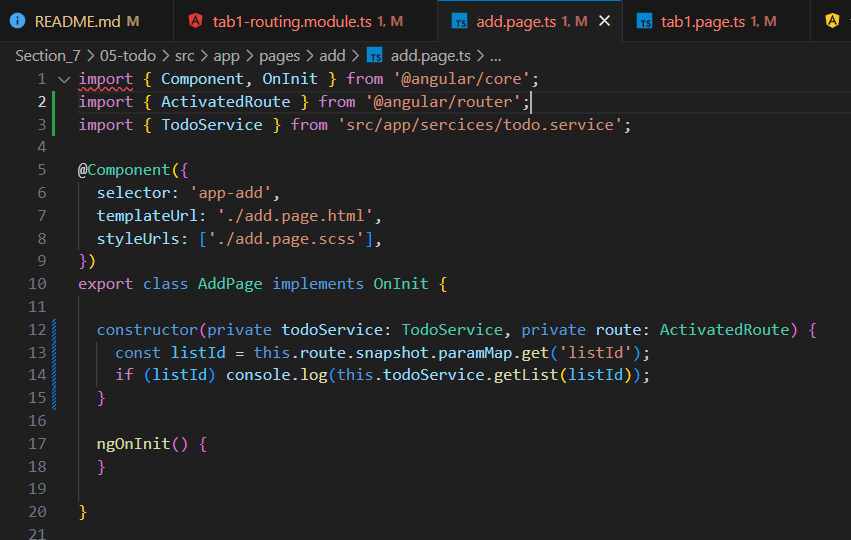 README.md M
tab1-routing.module.ts 1, M
add.page.ts 1, M
tab1.page.ts 1, M
Section_7 > 05-todo > src > app > pages > add > TS add.page.ts > ...
1 import { Component, OnInit } from '@angular/core';
2 import { ActivatedRoute } from '@angular/router';
3 import { TodoService } from 'src/app/sercices/todo.service';
4
5 @Component({
6 selector: 'app-add',
7 templateUrl: './add.page.html',
8 styleUrls: ['./add.page.scss'],
9 })
10 export class AddPage implements OnInit {
11
12 constructor(private todoService: TodoService, private route: ActivatedRoute) {
13 const listId = this.route.snapshot.paramMap.get('listId');
14 if (listId) console.log(this.todoService.getList(listId));
15 }
16
17 ngOnInit() {
18 }
19
20 }
21